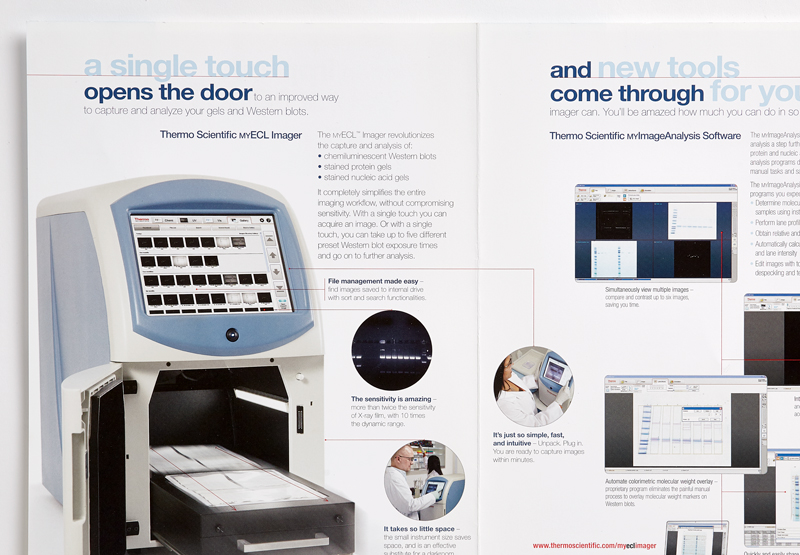 a single touch
opens the door to an improved way
to capture and analyze your gels and Western blots.
Thermo Scientific MYECL Imager
The MYECL™ Imager revolutionizes
the capture and analysis of:
• chemiluminescent Western blots
• stained protein gels
• stained nucleic acid gels
It completely simplifies the entire
imaging workflow, without compromising
sensitivity. With a single touch you can
acquire an image. Or with a single
touch, you can take up to five different
preset Western blot exposure times
and go on to further analysis.
File management made easy –
find images saved to internal drive
with sort and search functionalities.
The sensitivity is amazing –
more than twice the sensitivity
of X-ray film, with 10 times
the dynamic range.
It's just so simple, fast,
and intuitive – Unpack. Plug in.
You are ready to capture images
within minutes.
It takes so little space –
the small instrument size saves
space, and is an effective
substitute for a darkroom
and new tools
come through for you
imager can. You'll be amazed how much you can do in so
Thermo Scientific MYImageAnalysis Software
The MYImageAnalys
analysis a step furth
protein and nucleic
analysis programs d
manual tasks and s
The MYImageAnalys
programs you expe
• Determine molecu
samples using inst
• Perform lane profil
• Obtain relative and
• Automatically calc
and lane intensity
• Edit images with to
despeckling and te
Simultaneously view multiple images –
compare and contrast up to six images,
saving you time.
Int
an
ac
Automate colorimetric molecular weight overlay –
proprietary program eliminates the painful manual
process to overlay molecular weight markers on
Western blots.
www.thermoscientific.com/myeclimager
Quickly and easily show